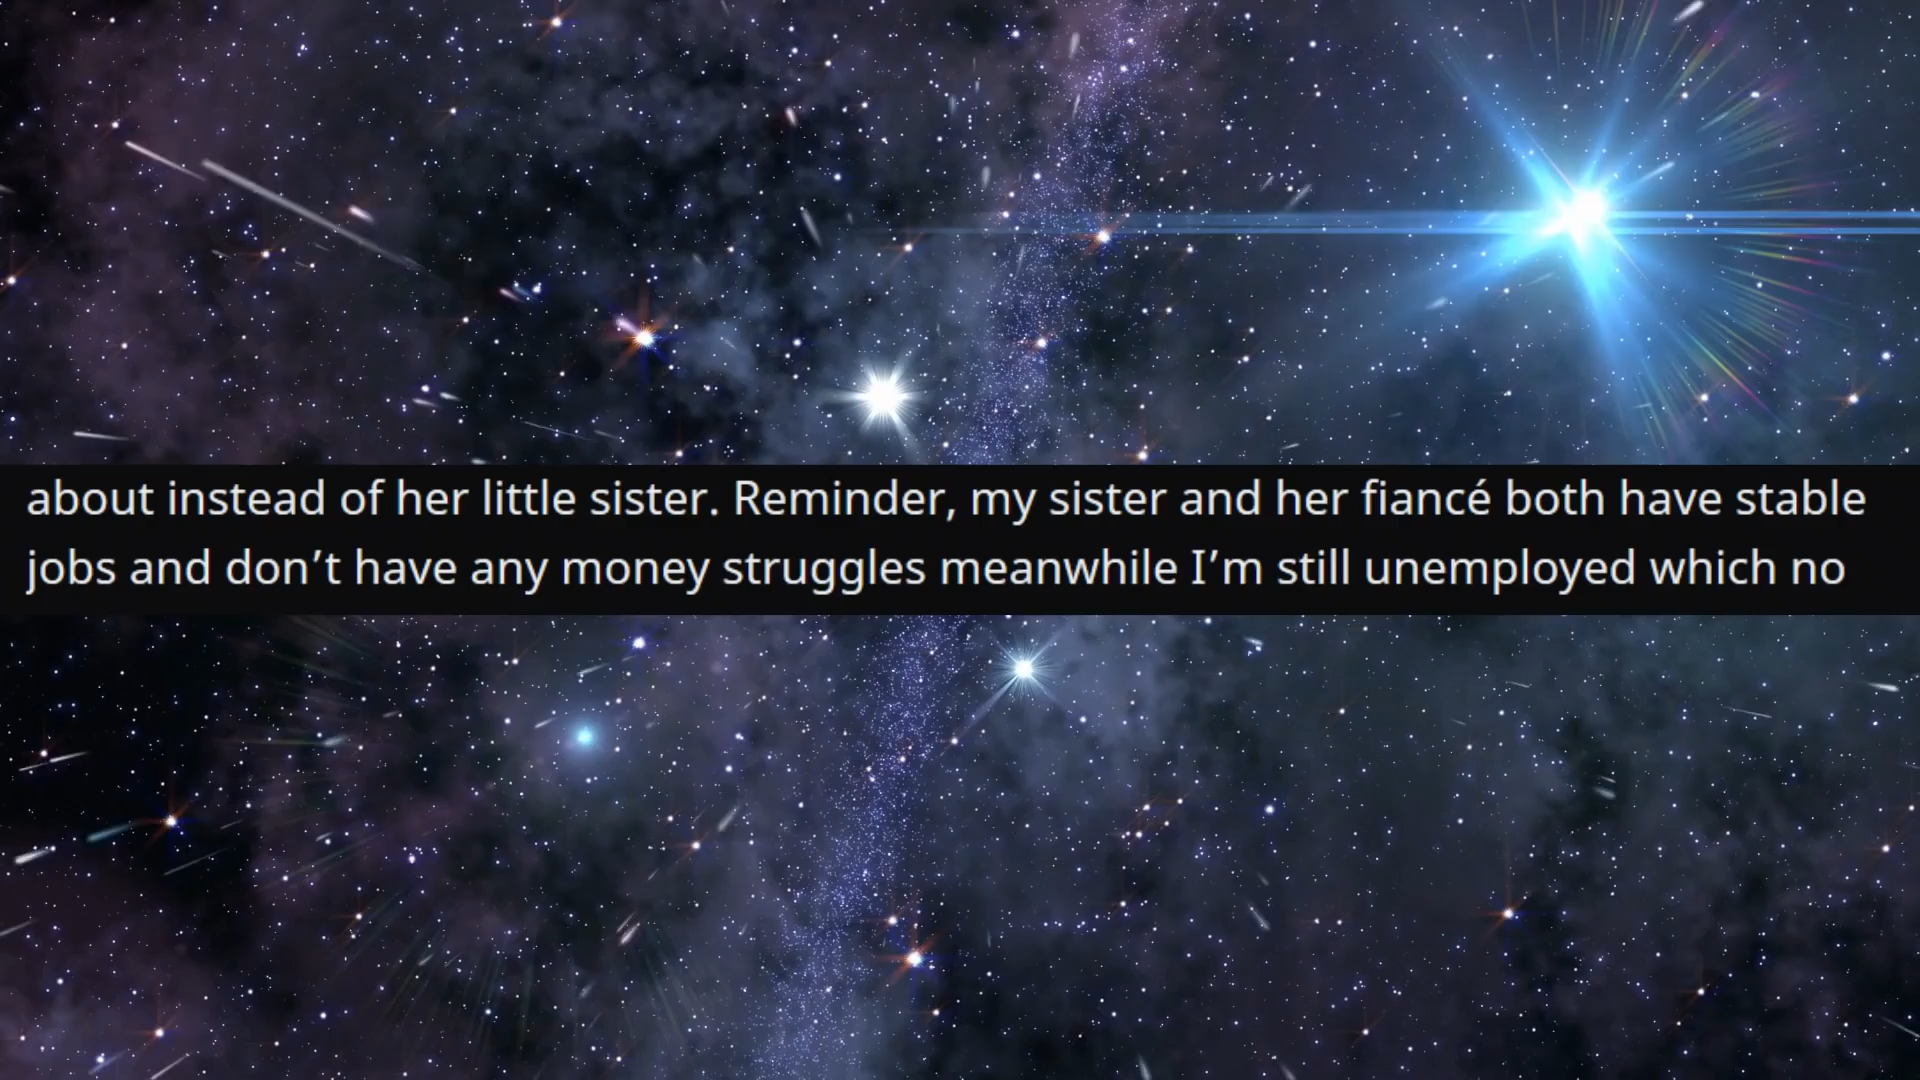 about instead of her little sister. Reminder, my sister and her fiancé both have stable
jobs and don’t have any money struggles meanwhile I’m still unemployed which no